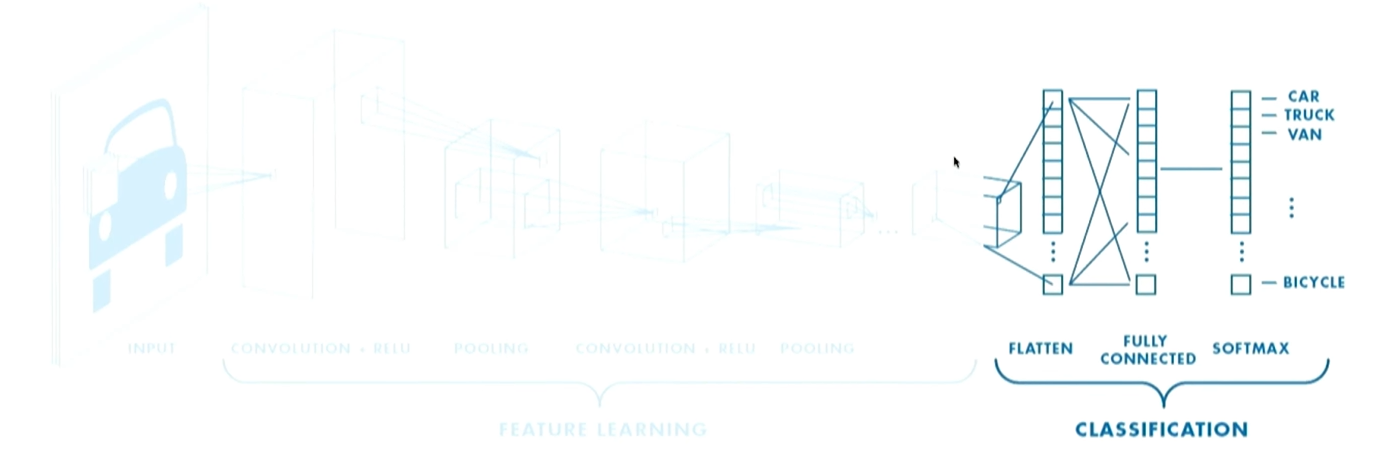 CAR
TRUCK
VAN
BICYCLE
INPUT
CONVOLUTION + RELU
POOLING
CONVOLUTION + RELU
POOLING
FLATTEN
FULLY
CONNECTED
SOFTMAX
FEATURE LEARNING
CLASSIFICATION